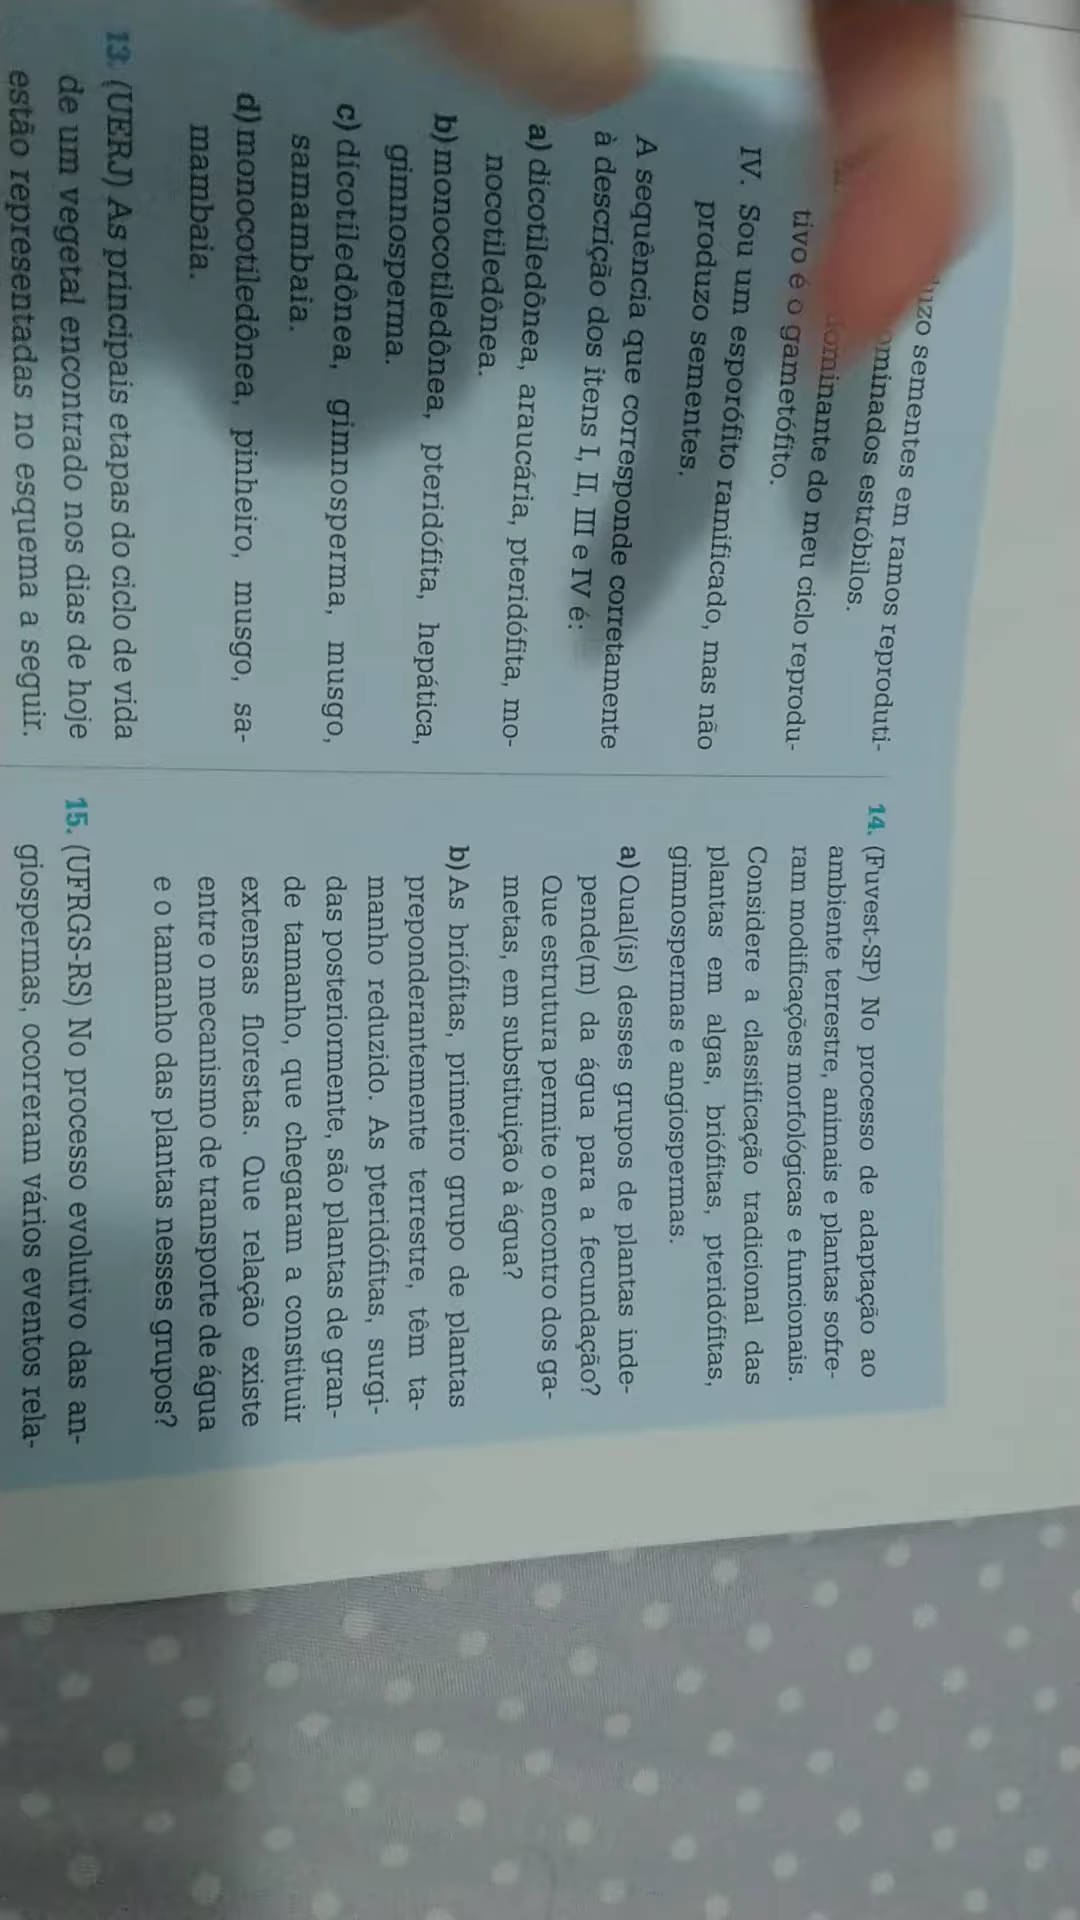 sementes em ramos reproduti-
estróbilos.
do meu ciclo reprodu-
tivo é o gametófito.
IV. Sou um esporófito ramificado, mas não
produzo sementes.
A sequência que corresponde corretamente
à descrição dos itens I, II, III e IV é:
a) dicotiledônea, araucária, pteridófita, mo-
nocotiledônea.
b) monocotiledônea, pteridófita, hepática,
gimnosperma.
c) dicotiledônea, gimnosperma, musgo,
samambaia.
d) monocotiledônea, pinheiro, musgo, sa-
mambaia.
13. (UERJ) As principais etapas do ciclo de vida
de um vegetal encontrado nos dias de hoje
estão representadas no esquema a seguir.
14. (Fuvest-SP) No processo de adaptação ao
ambiente terrestre, animais e plantas sofre-
ram modificações morfológicas e funcionais.
Considere a classificação tradicional das
plantas em algas, briófitas, pteridófitas,
gimnospermas e angiospermas.
a) Qual(is) desses grupos de plantas inde-
pende(m) da água para a fecundação?
Que estrutura permite o encontro dos ga-
metas, em substituição à água?
b) As briófitas, primeiro grupo de plantas
preponderantemente terrestre, têm ta-
manho reduzido. As pteridófitas, surgi-
das posteriormente, são plantas de gran-
de tamanho, que chegaram a constituir
extensas florestas. Que relação existe
entre o mecanismo de transporte de água
e o tamanho das plantas nesses grupos?
15. (UFRGS-RS) No processo evolutivo das an-
giospermas, ocorreram vários eventos rela-